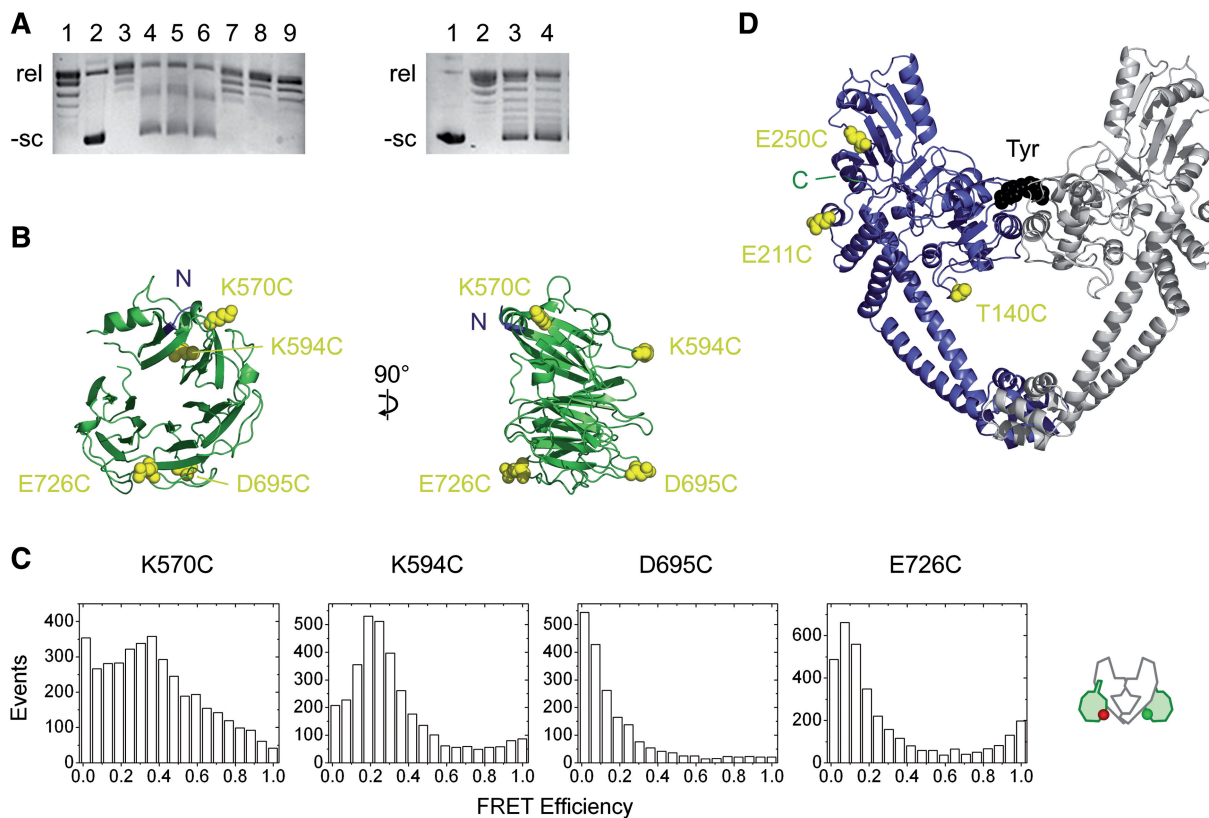 A
1 2 3 4 5 6 7 8 9
rel
-sc
1 2 3 4
rel
-sc
B
N
K570C
K594C
E726C
D695C
90°
K570C
N
K594C
E726C
D695C
D
E250C
C
Tyr
E211C
T140C
C
K570C
K594C
D695C
E726C
Events
400
300
200
100
0
0.0 0.2 0.4 0.6 0.8 1.0
500
400
300
200
100
0
0.0 0.2 0.4 0.6 0.8 1.0
500
400
300
200
100
0
0.0 0.2 0.4 0.6 0.8 1.0
600
400
200
0
0.0 0.2 0.4 0.6 0.8 1.0
FRET Efficiency